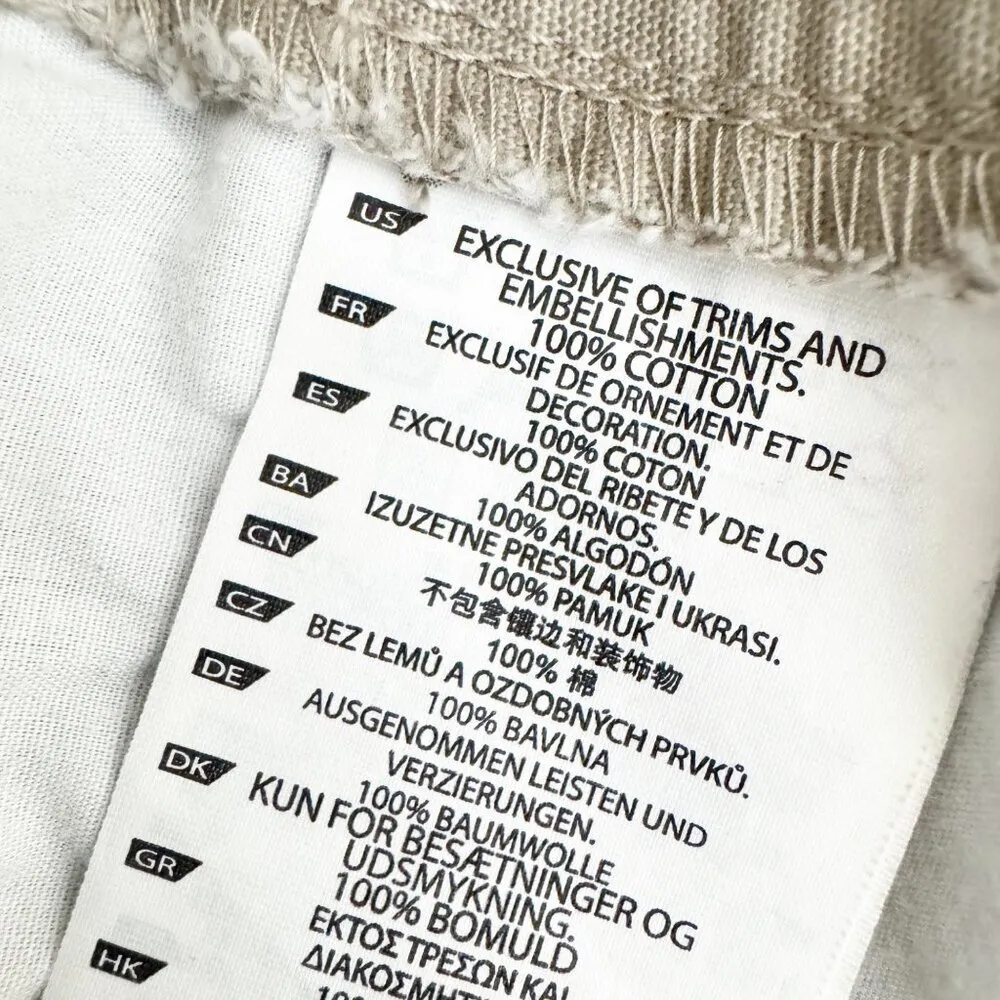 US EXCLUSIVE OF TRIMS AND
EMBELLISHMENTS.
100% COTTON
FR EXCLUSIF DE ORNEMENT ET DE
DECORATION.
100% COTON
ES EXCLUSIVO DEL RIBETE Y DE LOS
ADORNOS.
100% ALGODÓN
BA IZUZETNE PRESVLAKE I UKRASI.
100% PAMUK
CN 不包含镶边和装饰物
100% 棉
CZ BEZ LEMŮ A OZDOBNÝCH PRVKŮ.
100% BAVLNA
DE AUSGENOMMEN LEISTEN UND
VERZIERUNGEN.
100% BAUMWOLLE
DK KUN FOR BESÆTNINGER OG
UDSMYKNING.
100% BOMULD
GR ΕΚΤΟΣ ΤΡΕΣΩΝ ΚΑΙ
HK